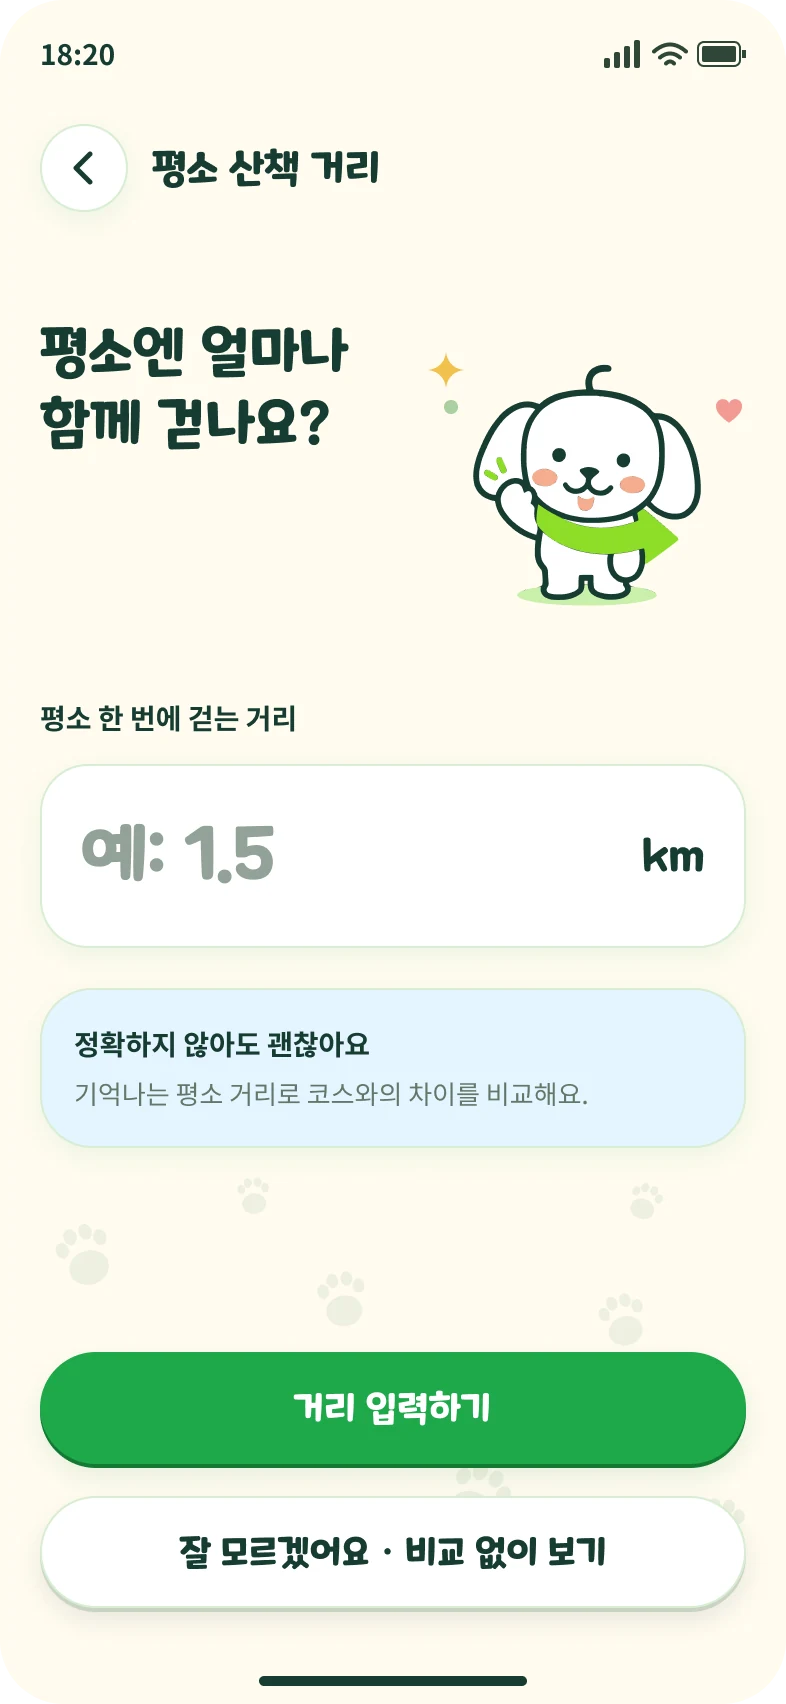 18:20
평소 산책 거리
평소엔 얼마나
함께 걷나요?
평소 한 번에 걷는 거리
예: 1.5
km
정확하지 않아도 괜찮아요
기억나는 평소 거리로 코스와의 차이를 비교해요.
거리 입력하기
잘 모르겠어요 · 비교 없이 보기